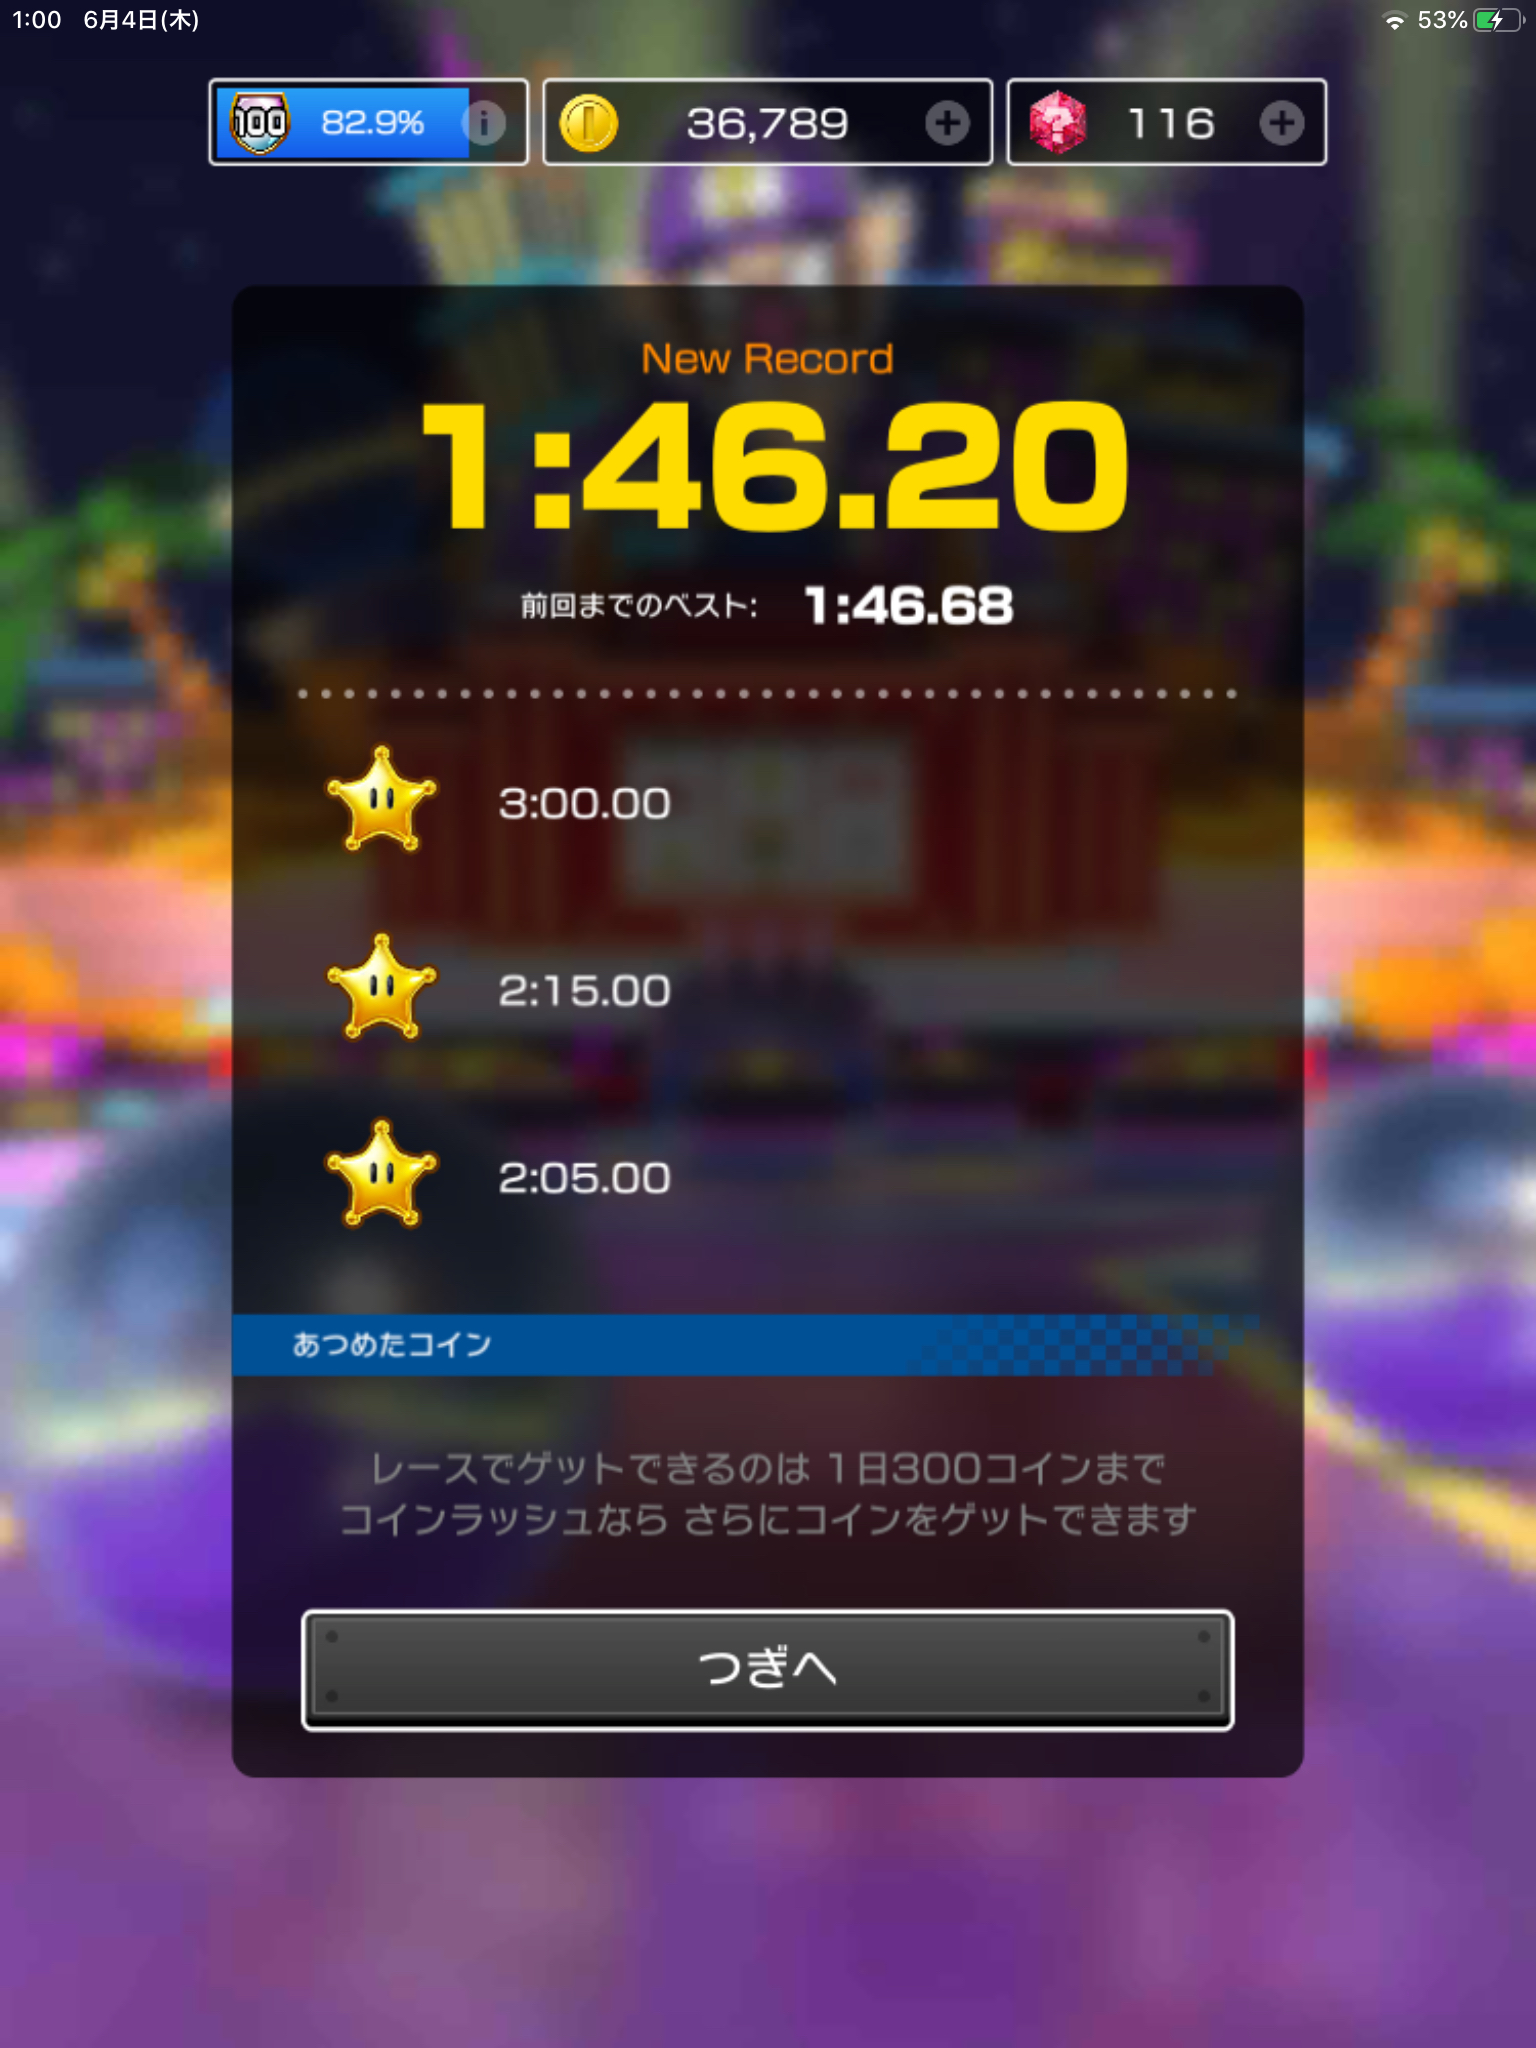 1:00 6月4日(木) 53%
100 82.9% i 36,789 + ? 116 +
New Record
1:46.20
前回までのベスト: 1:46.68
3:00.00
2:15.00
2:05.00
あつめたコイン
レースでゲットできるのは 1日300コインまで
コインラッシュなら さらにコインをゲットできます
つぎへ